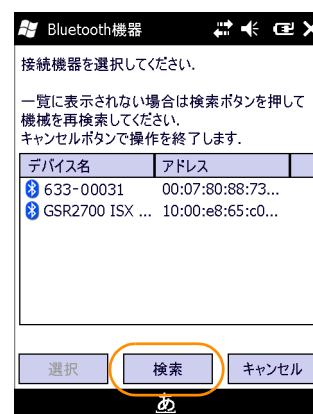 Bluetooth機器
接続機器を選択してください.
一覧に表示されない場合は検索ボタンを押して
機械を再検索してください.
キャンセルボタンで操作を終了します.
デバイス名 アドレス
633-00031 00:07:80:88:73...
GSR2700 ISX ... 10:00:e8:65:c0...
選択 検索 キャンセル
あ